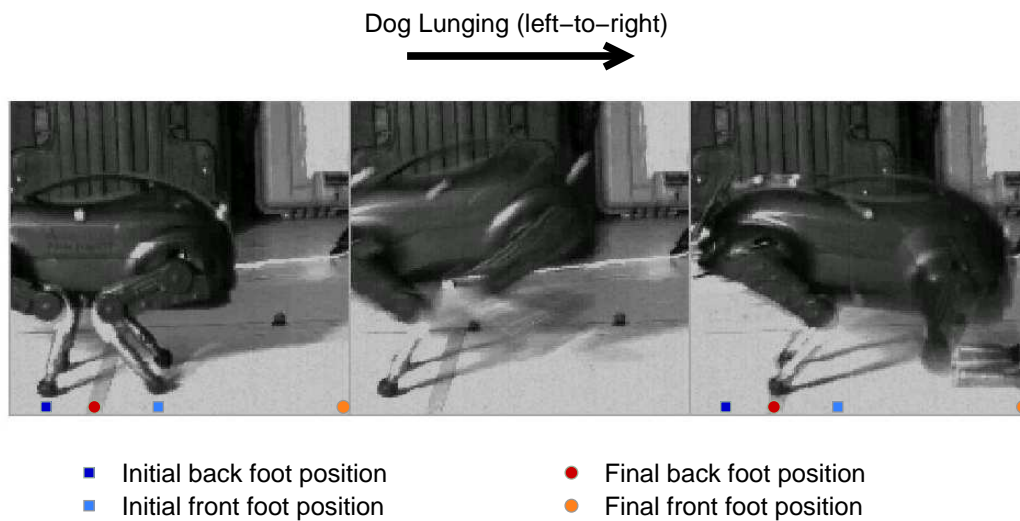 Dog Lunging (left−to−right)
Initial back foot position
Final back foot position
Initial front foot position
Final front foot position